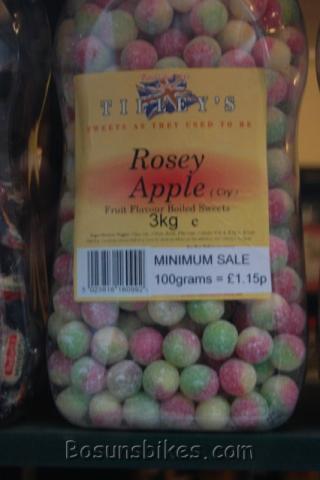 TILLEY'S
SWEETS AS THEY USED TO BE
Rosey
Apple (Cry)
Fruit Flavour Boiled Sweets
3kg e
MINIMUM SALE
100grams = £1.15p
Bosunsbikes.com